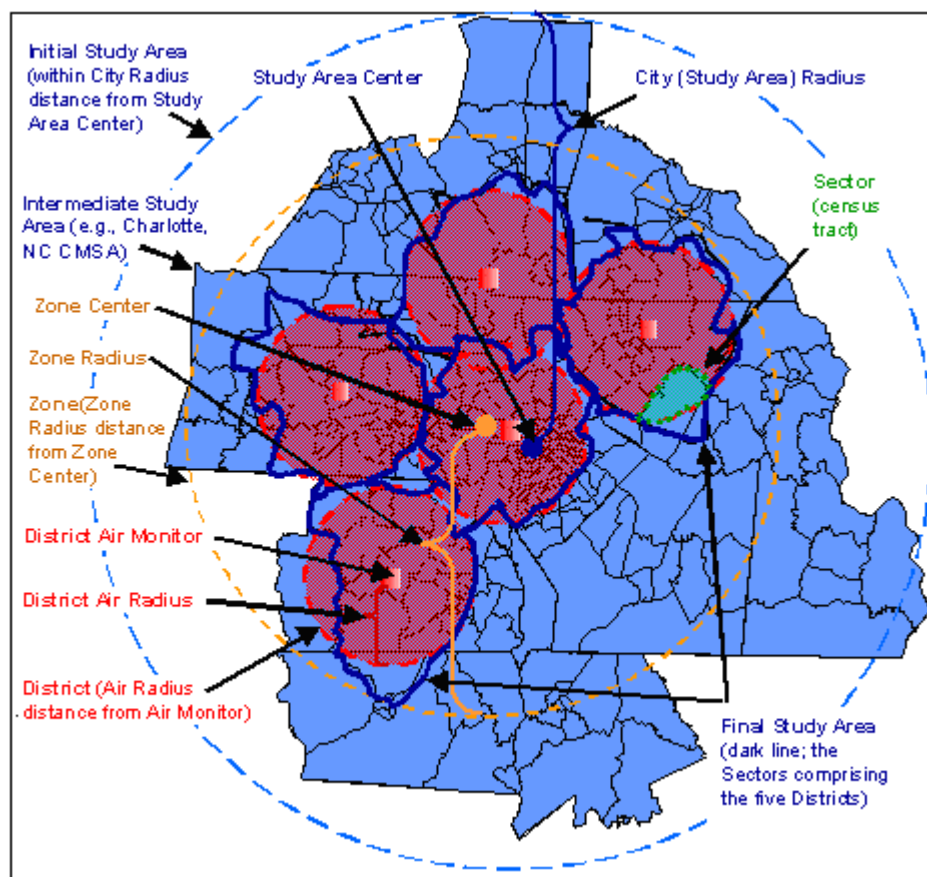 Initial Study Area
(within City Radius
distance from Study
Area Center)
Study Area Center
City (Study Area) Radius
Sector
(census
tract)
Intermediate Study
Area (e.g., Charlotte,
NC CMSA)
Zone Center
Zone Radius
Zone(Zone
Radius distance
from Zone
Center)
District Air Monitor
District Air Radius
District (Air Radius
distance from Air Monitor)
Final Study Area
(dark line; the
Sectors comprising
the five Districts)